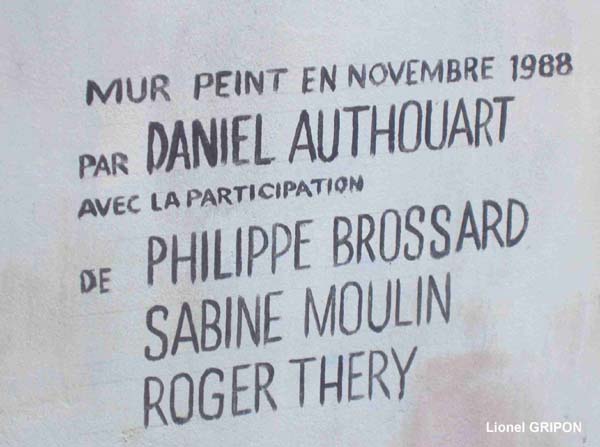 MUR PEINT EN NOVEMBRE 1988
PAR DANIEL AUTHOUART
AVEC LA PARTICIPATION
DE PHILIPPE BROSSARD
SABINE MOULIN
ROGER THERY
Lionel GRIPON